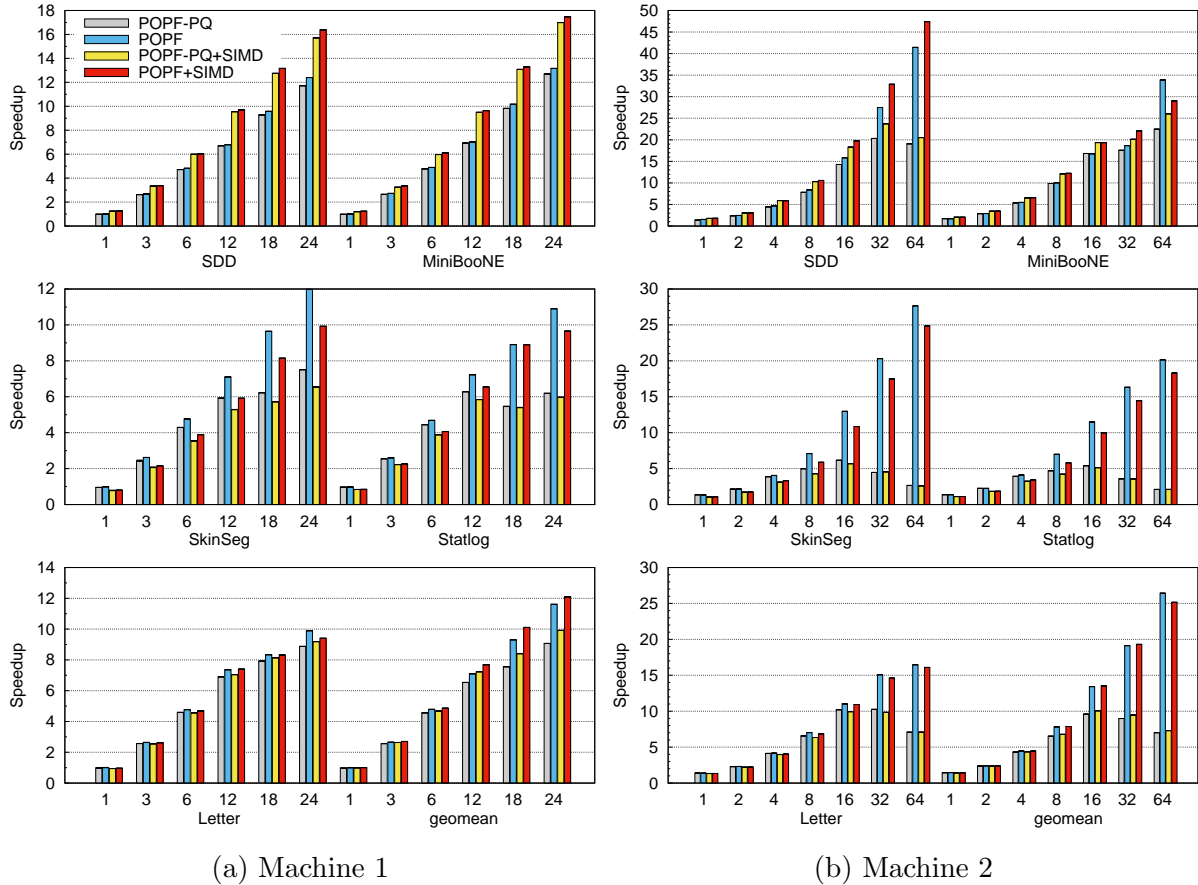 18
16
14
12
10
8
6
4
2
0
Speedup
POPF-PQ
POPF
POPF-PQ+SIMD
POPF+SIMD
1 3 6 12 18 24 1 3 6 12 18 24
SDD MiniBooNE
50
45
40
35
30
25
20
15
10
5
0
Speedup
1 2 4 8 16 32 64 1 2 4 8 16 32 64
SDD MiniBooNE
12
10
8
6
4
2
0
Speedup
1 3 6 12 18 24 1 3 6 12 18 24
SkinSeg Statlog
30
25
20
15
10
5
0
Speedup
1 2 4 8 16 32 64 1 2 4 8 16 32 64
SkinSeg Statlog
14
12
10
8
6
4
2
0
Speedup
1 3 6 12 18 24 1 3 6 12 18 24
Letter geomean
30
25
20
15
10
5
0
Speedup
1 2 4 8 16 32 64 1 2 4 8 16 32 64
Letter geomean
(a) Machine 1
(b) Machine 2